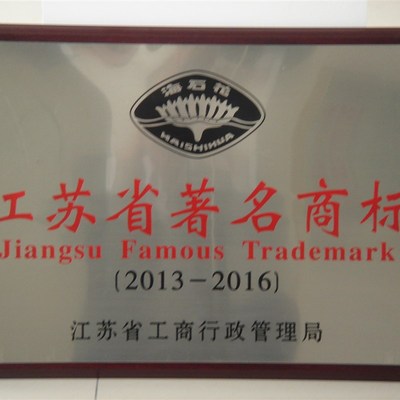 海石花
HAISHIHUA
江苏省著名商标
Jiangsu Famous Trademark
(2013-2016)
江苏省工商行政管理局